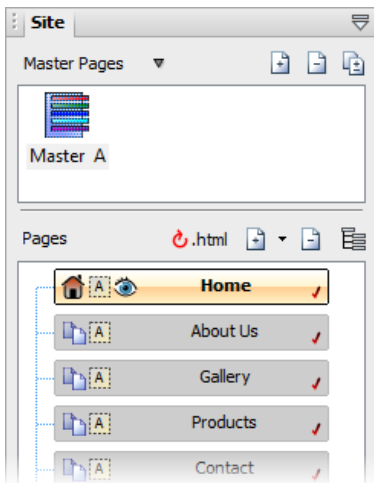 Site
Master Pages
Master A
Pages
.html
A Home
A About Us
A Gallery
A Products
A Contact